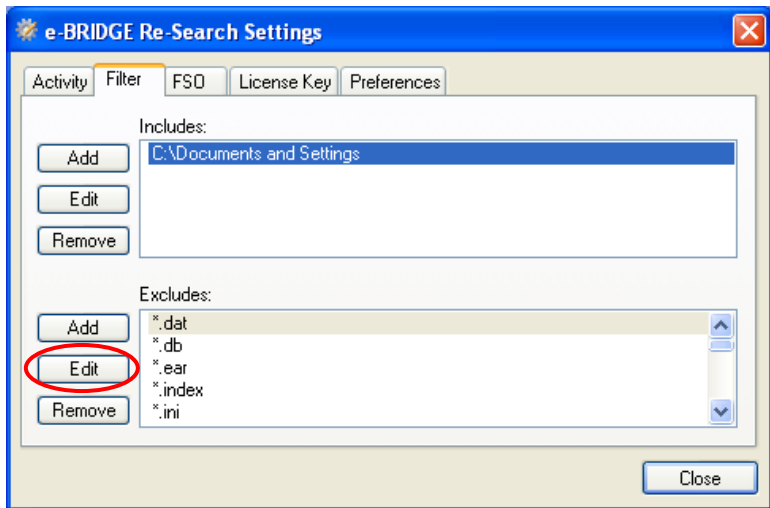 e-BRIDGE Re-Search Settings
Activity Filter FSO License Key Preferences
Includes:
Add
C:\Documents and Settings
Edit
Remove
Excludes:
Add
*.dat
*.db
Edit
*.ear
*.index
Remove
*.ini
Close